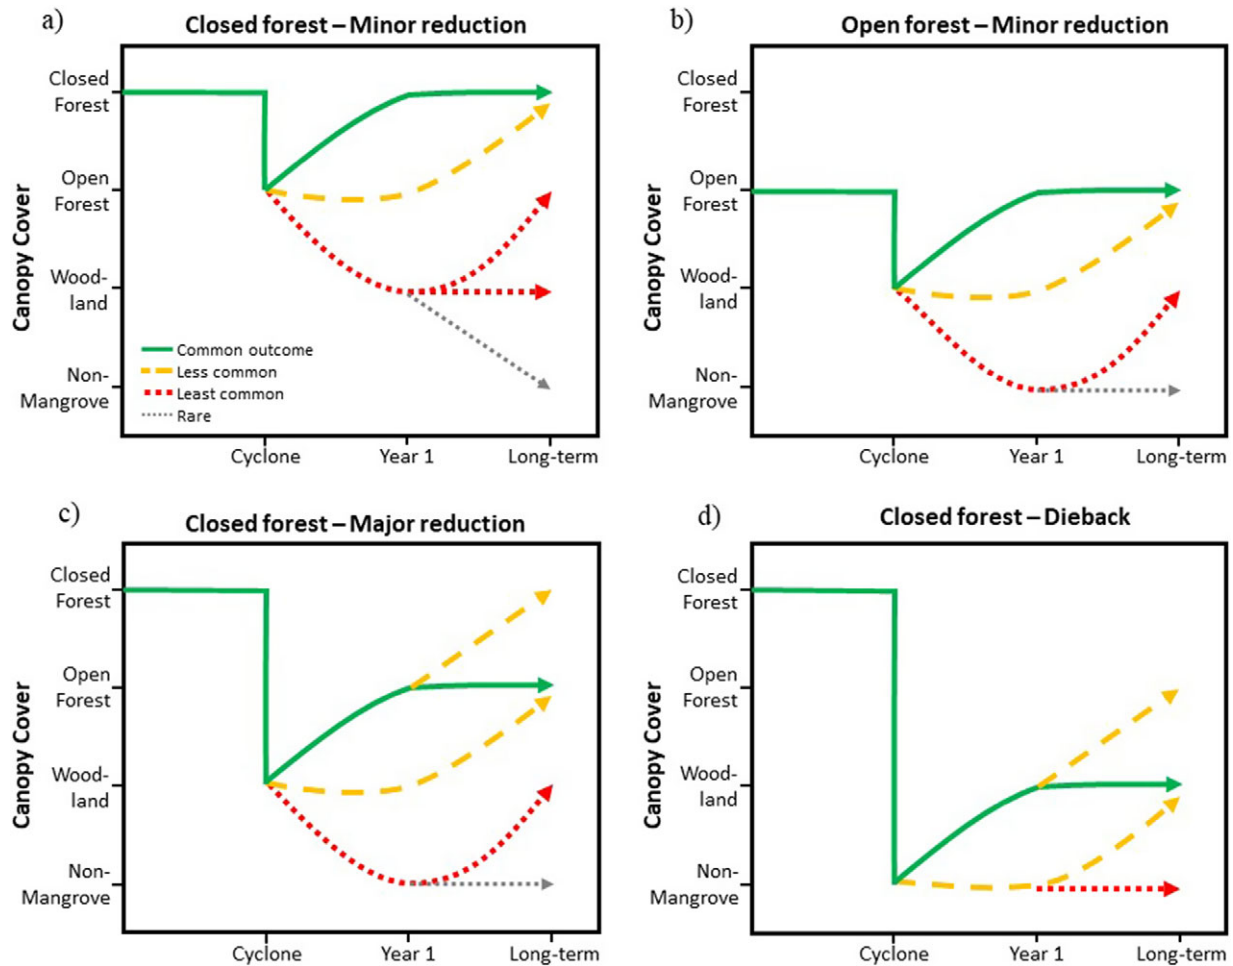 a)
Closed forest – Minor reduction
Closed
Forest
Open
Forest
Wood-
land
Non-
Mangrove
Canopy Cover
Common outcome
Less common
Least common
Rare
Cyclone
Year 1
Long-term
b)
Open forest – Minor reduction
Closed
Forest
Open
Forest
Wood-
land
Non-
Mangrove
Canopy Cover
Cyclone
Year 1
Long-term
c)
Closed forest – Major reduction
Closed
Forest
Open
Forest
Wood-
land
Non-
Mangrove
Canopy Cover
Cyclone
Year 1
Long-term
d)
Closed forest – Dieback
Closed
Forest
Open
Forest
Wood-
land
Non-
Mangrove
Canopy Cover
Cyclone
Year 1
Long-term